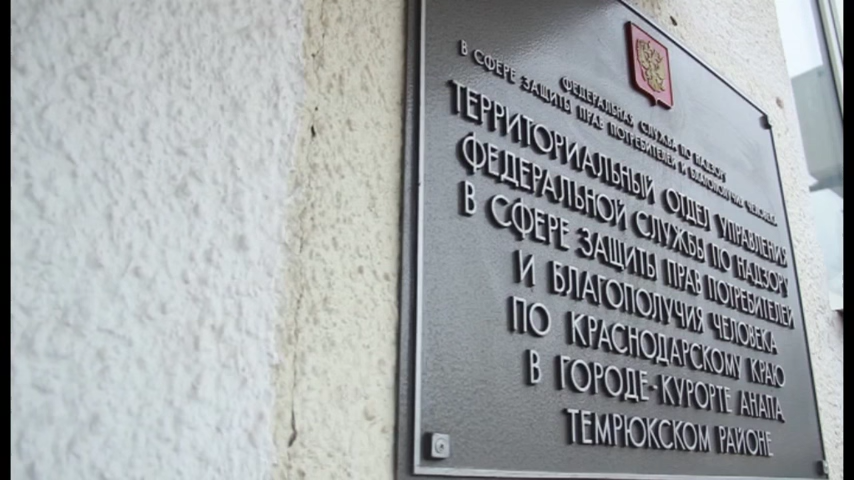 ФЕДЕРАЛЬНАЯ СЛУЖБА ПО НАДЗОРУ
В СФЕРЕ ЗАЩИТЫ ПРАВ ПОТРЕБИТЕЛЕЙ И БЛАГОПОЛУЧИЯ ЧЕЛОВЕКА
ТЕРРИТОРИАЛЬНЫЙ ОТДЕЛ УПРАВЛЕНИЯ
ФЕДЕРАЛЬНОЙ СЛУЖБЫ ПО НАДЗОРУ
В СФЕРЕ ЗАЩИТЫ ПРАВ ПОТРЕБИТЕЛЕЙ
И БЛАГОПОЛУЧИЯ ЧЕЛОВЕКА
ПО КРАСНОДАРСКОМУ КРАЮ
В ГОРОДЕ-КУРОРТЕ АНАПА
ТЕМРЮКСКОМ РАЙОНЕ